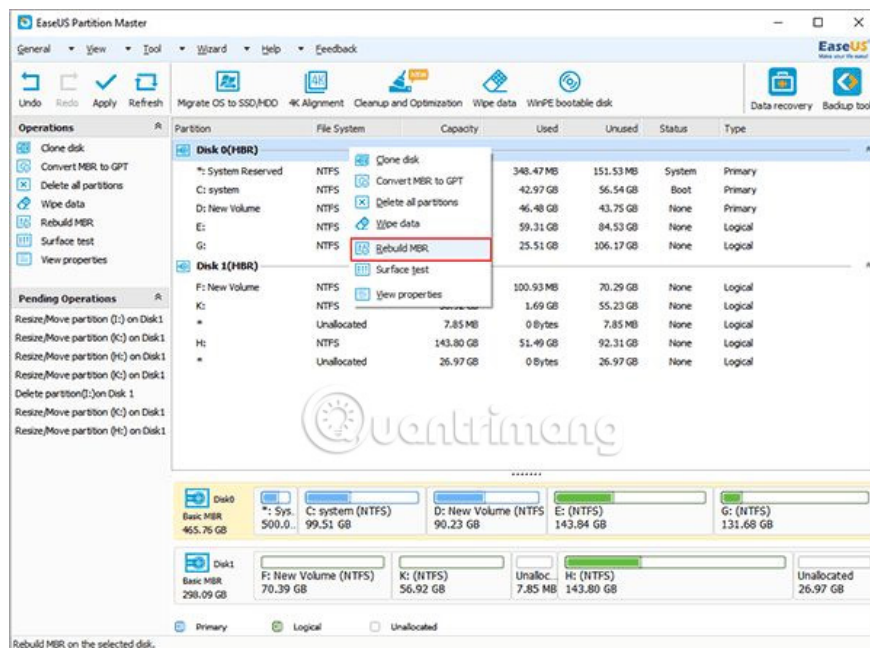 EaseUS Partition Master
General View Tool Wizard Help Feedback
EaseUS
Make your life easy!
Undo Redo Apply Refresh Migrate OS to SSD/HDD 4K Alignment Cleanup and Optimization Wipe data WinPE bootable disk Data recovery Backup tool
4K NEW
Operations
Clone disk
Convert MBR to GPT
Delete all partitions
Wipe data
Rebuild MBR
Surface test
View properties
Pending Operations
Resize/Move partition (I:) on Disk1
Resize/Move partition (K:) on Disk1
Resize/Move partition (H:) on Disk1
Resize/Move partition (K:) on Disk1
Delete partition(I:)on Disk 1
Resize/Move partition (K:) on Disk1
Resize/Move partition (H:) on Disk1
Partition File System Capacity Used Unused Status Type
Disk 0(MBR)
*: System Reserved NTFS 348.47 MB 151.53 MB System Primary
C: system NTFS 42.97 GB 56.54 GB Boot Primary
D: New Volume NTFS 46.48 GB 43.75 GB None Primary
E: NTFS 59.31 GB 84.53 GB None Logical
G: NTFS 25.51 GB 106.17 GB None Logical
Disk 1(MBR)
F: New Volume NTFS 100.93 MB 70.29 GB None Logical
K: NTFS 1.69 GB 55.23 GB None Logical
* Unallocated 7.85 MB 0 Bytes 7.85 MB None Logical
H: NTFS 143.80 GB 51.49 GB 92.31 GB None Logical
* Unallocated 26.97 GB 0 Bytes 26.97 GB None Logical
Clone disk
Convert MBR to GPT
Delete all partitions
Wipe data
Rebuild MBR
Surface test
View properties
Quantrimang
Disk0
Basic MBR
465.76 GB
*: Sys..
500.0..
C: system (NTFS)
99.51 GB
D: New Volume (NTFS
90.23 GB
E: (NTFS)
143.84 GB
G: (NTFS)
131.68 GB
Disk1
Basic MBR
298.09 GB
F: New Volume (NTFS)
70.39 GB
K: (NTFS)
56.92 GB
Unalloc...
7.85 MB
H: (NTFS)
143.80 GB
Unallocated
26.97 GB
Primary Logical Unallocated
Rebuild MBR on the selected disk.